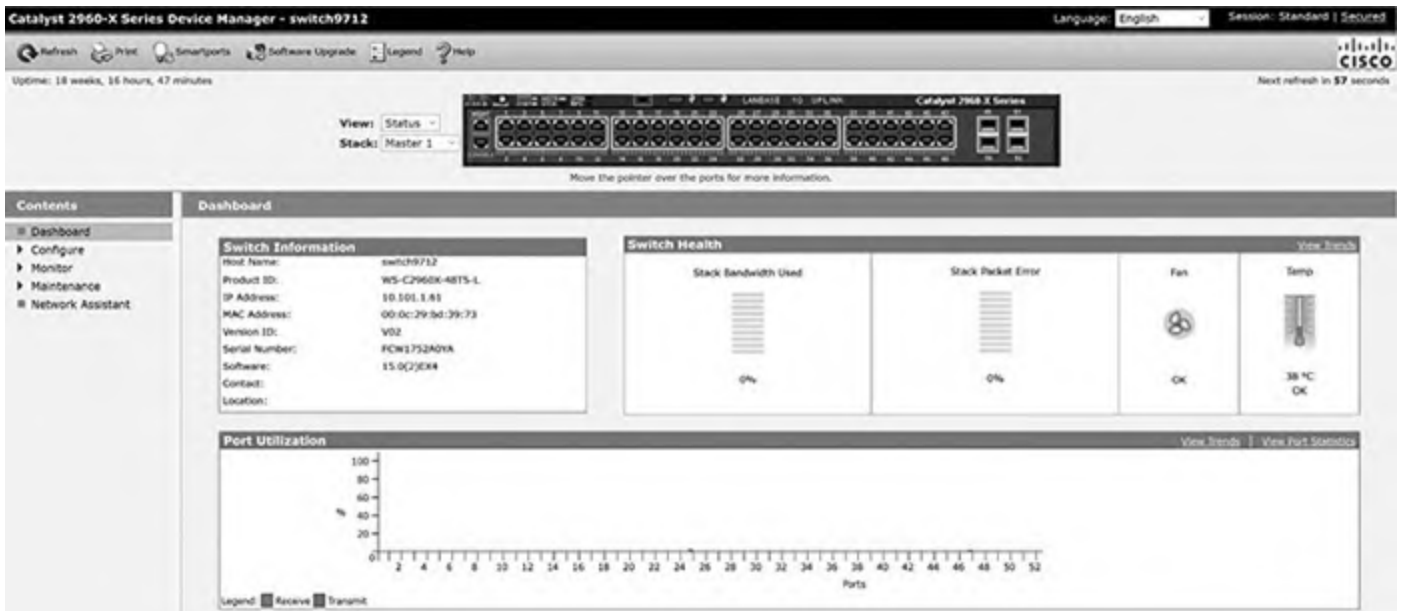 Catalyst 2960-X Series Device Manager - switch9712
Language: English
Session: Standard | Secured
Refresh Print Smartports Software Upgrade Legend Help
CISCO
Uptime: 18 weeks, 16 hours, 47 minutes
Next refresh in 57 seconds
LANBASE 1G UPLINK
Catalyst 2960-X Series
View: Status
Stack: Master 1
Move the pointer over the ports for more information.
Contents
Dashboard
Configure
Monitor
Maintenance
Network Assistant
Dashboard
Switch Information
Host Name: switch9712
Product ID: WS-C2960X-48TS-L
IP Address: 10.101.1.61
MAC Address: 00:0c:29:bd:39:73
Version ID: V02
Serial Number: FCW1752A0YA
Software: 15.0(2)EX4
Contact:
Location:
Switch Health
View Trends
Stack Bandwidth Used
0%
Stack Packet Error
0%
Fan
OK
Temp
38 °C
OK
Port Utilization
View Trends | View Port Statistics
100
80
60
40
20
0
%
2 4 6 8 10 12 14 16 18 20 22 24 26 28 30 32 34 36 38 40 42 44 46 48 50 52
Ports
Legend: Receive Transmit